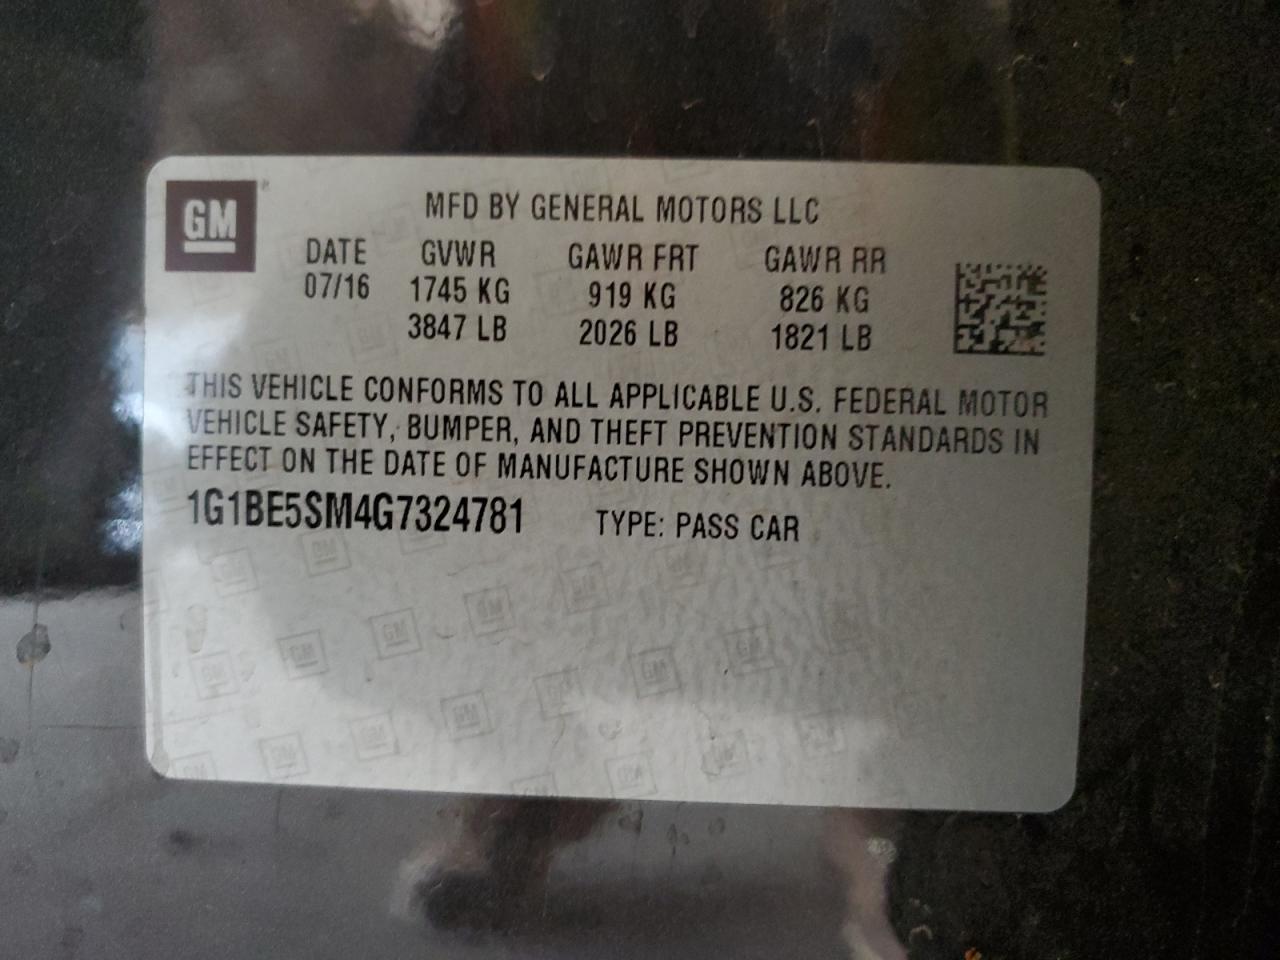 GM
MFD BY GENERAL MOTORS LLC
DATE GVWR GAWR FRT GAWR RR
07/16 1745 KG 919 KG 826 KG
3847 LB 2026 LB 1821 LB
THIS VEHICLE CONFORMS TO ALL APPLICABLE U.S. FEDERAL MOTOR
VEHICLE SAFETY, BUMPER, AND THEFT PREVENTION STANDARDS IN
EFFECT ON THE DATE OF MANUFACTURE SHOWN ABOVE.
1G1BE5SM4G7324781 TYPE: PASS CAR